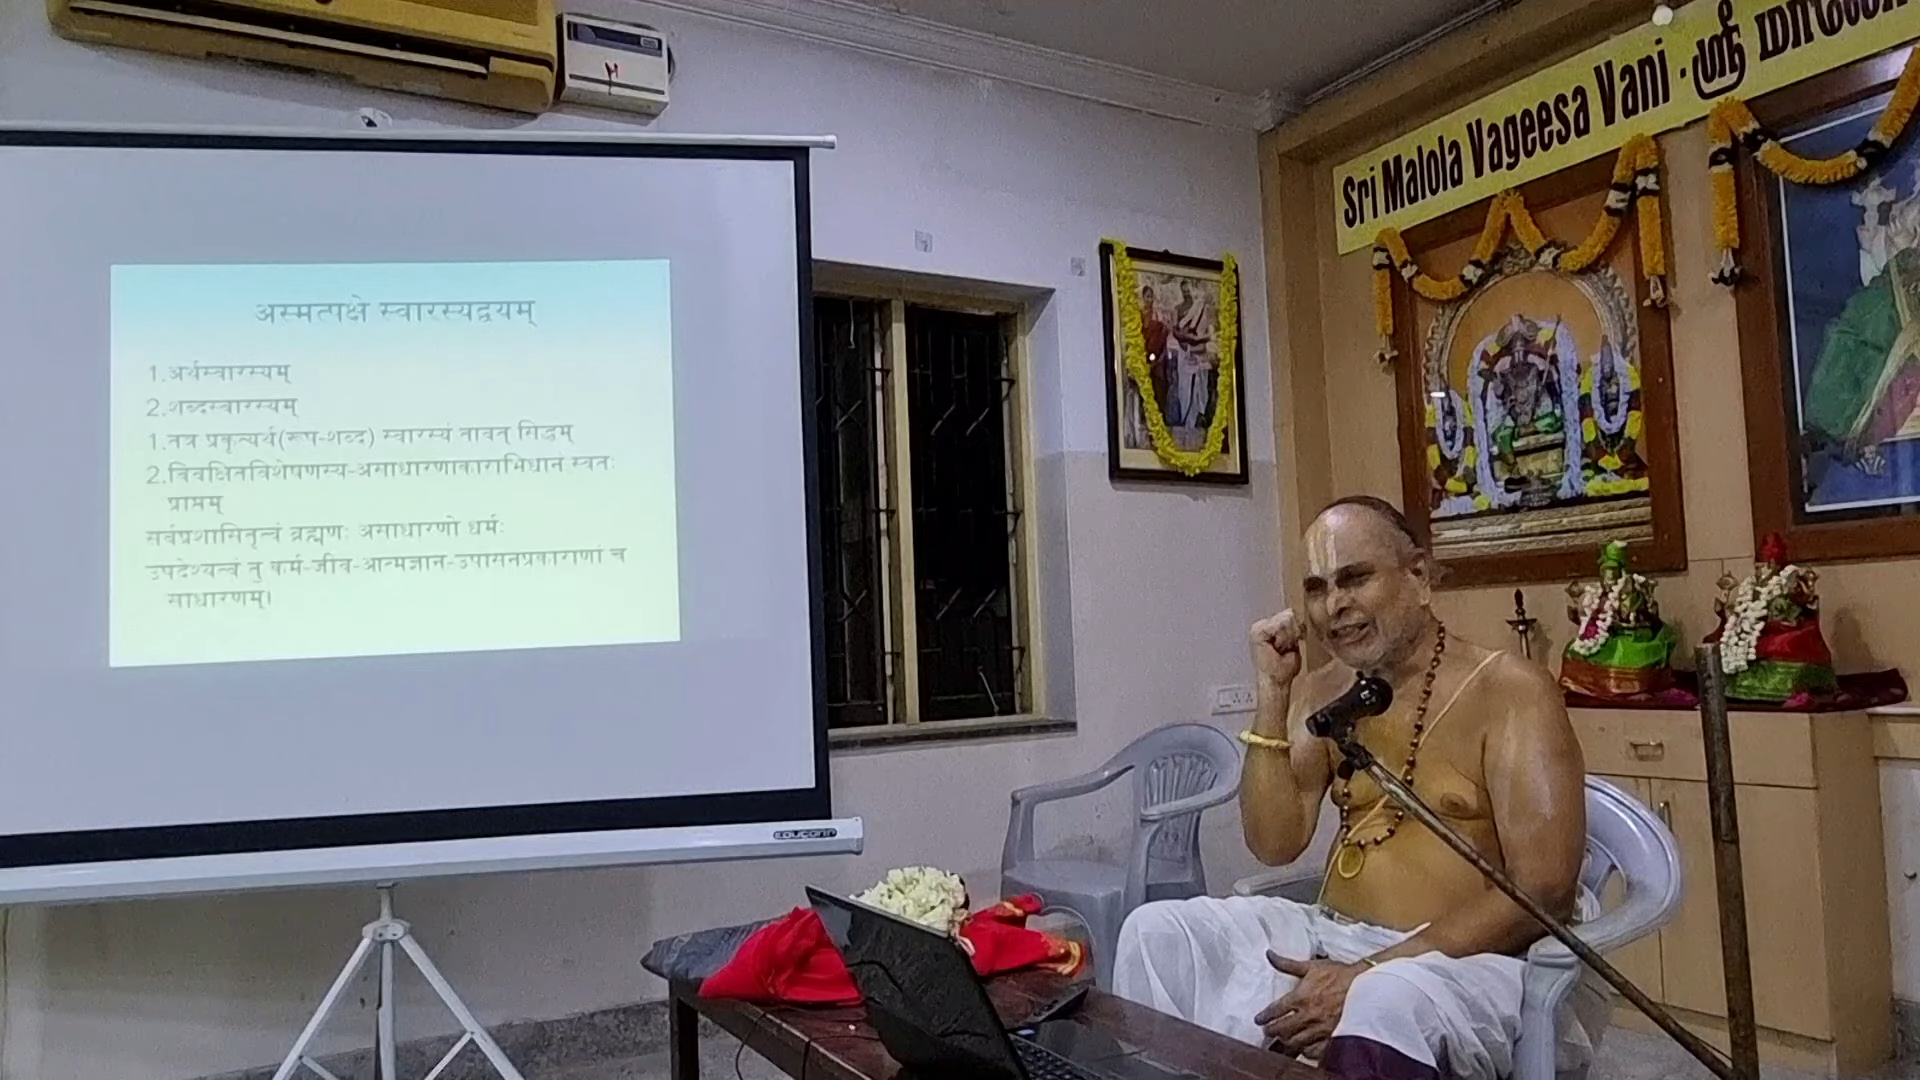 अस्मत्पक्षे स्वारस्यद्वयम्
1.अर्थस्वारस्यम्
2.शब्दस्वारस्यम्
1.तत्र प्रकृत्यर्थ(रूप-शब्द) स्वारस्यं तावत् सिद्धम्
2.विवक्षितविशेषणस्य-असाधारणाकाराभिधानं स्वतः
प्राप्तम्
सर्वप्रशासितृत्वं ब्रह्मणः असाधारणो धर्मः
उपदेश्यत्वं तु कर्म-जीव-आत्मज्ञान-उपासनप्रकाराणां च
साधारणम्।
Sri Malola Vageesa Vani - ஸ்ரீ மாலோல
EDUCOMP